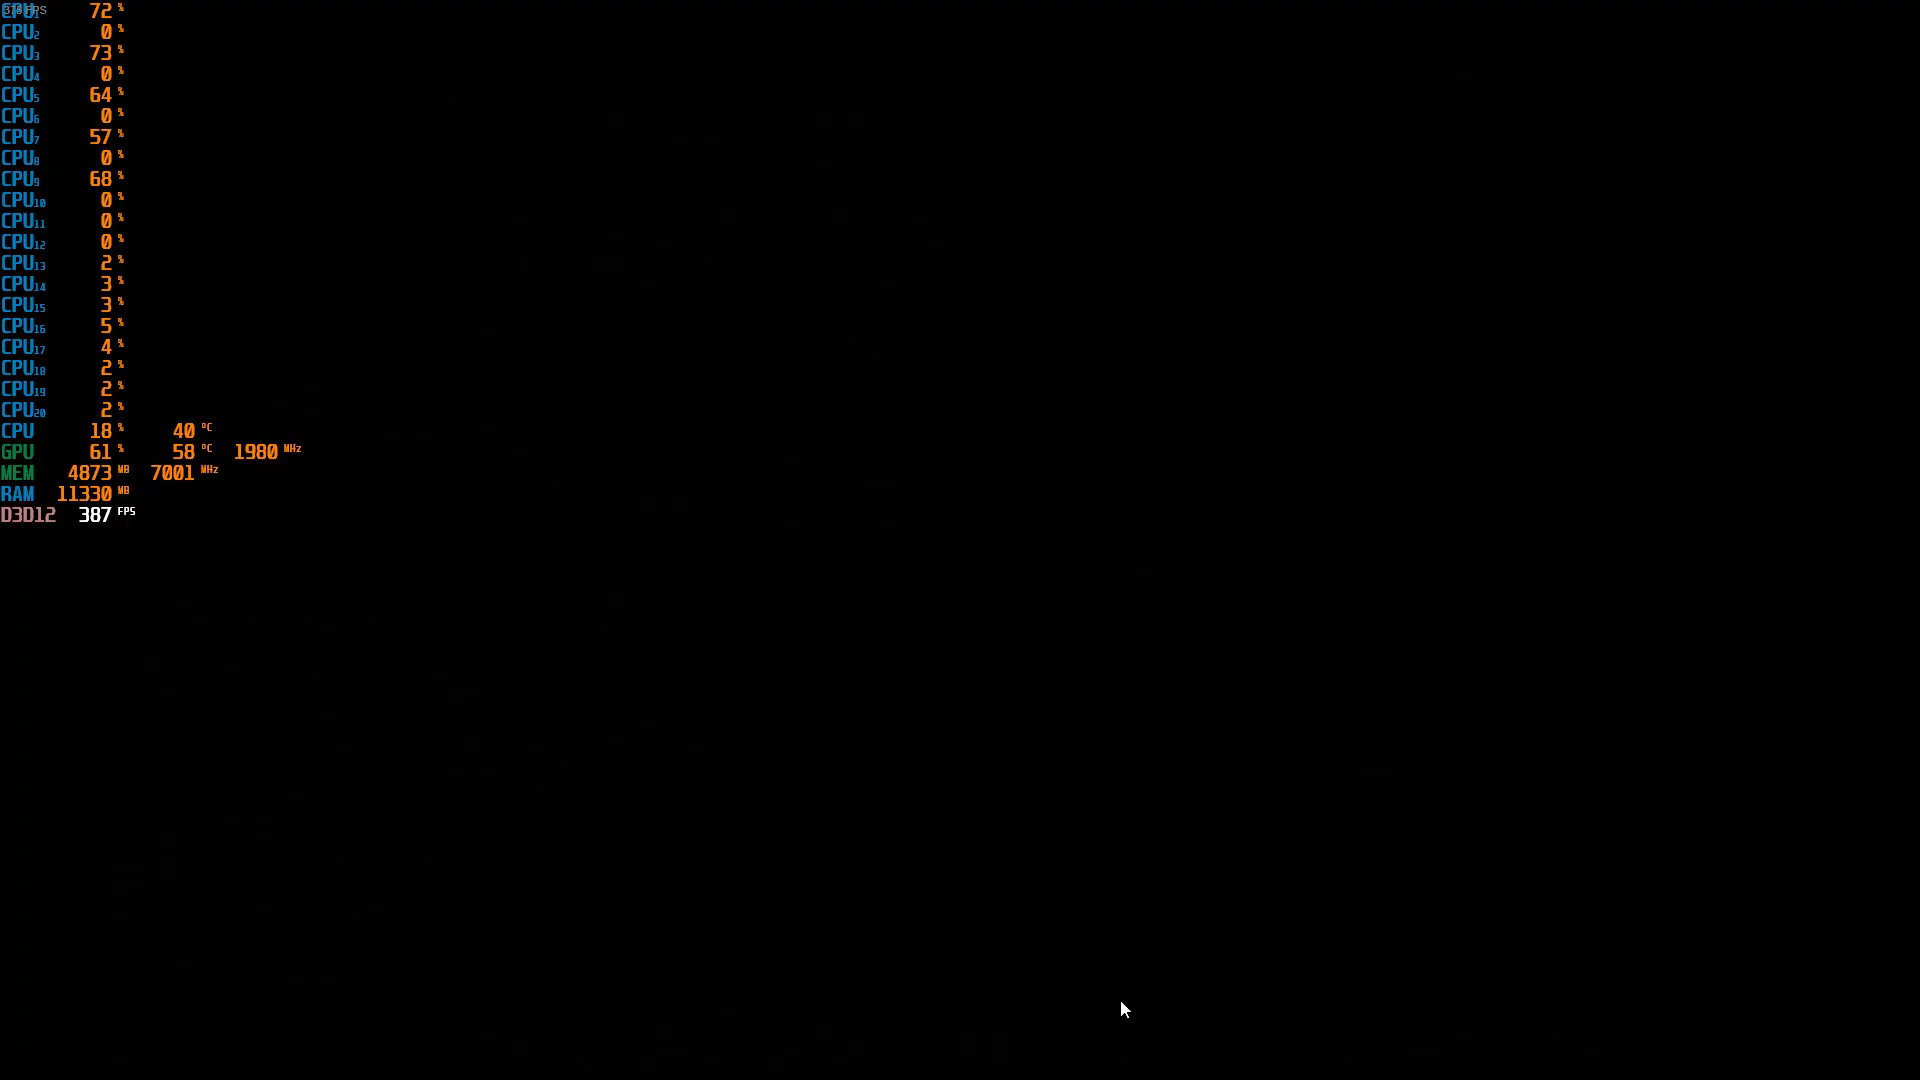 CPU1 72 %
CPU2 0 %
CPU3 73 %
CPU4 0 %
CPU5 64 %
CPU6 0 %
CPU7 57 %
CPU8 0 %
CPU9 68 %
CPU10 0 %
CPU11 0 %
CPU12 0 %
CPU13 2 %
CPU14 3 %
CPU15 3 %
CPU16 5 %
CPU17 4 %
CPU18 2 %
CPU19 2 %
CPU20 2 %
CPU 18 % 40 °C
GPU 61 % 58 °C 1980 MHz
MEM 4873 MB 7001 MHz
RAM 11330 MB
D3D12 387 FPS